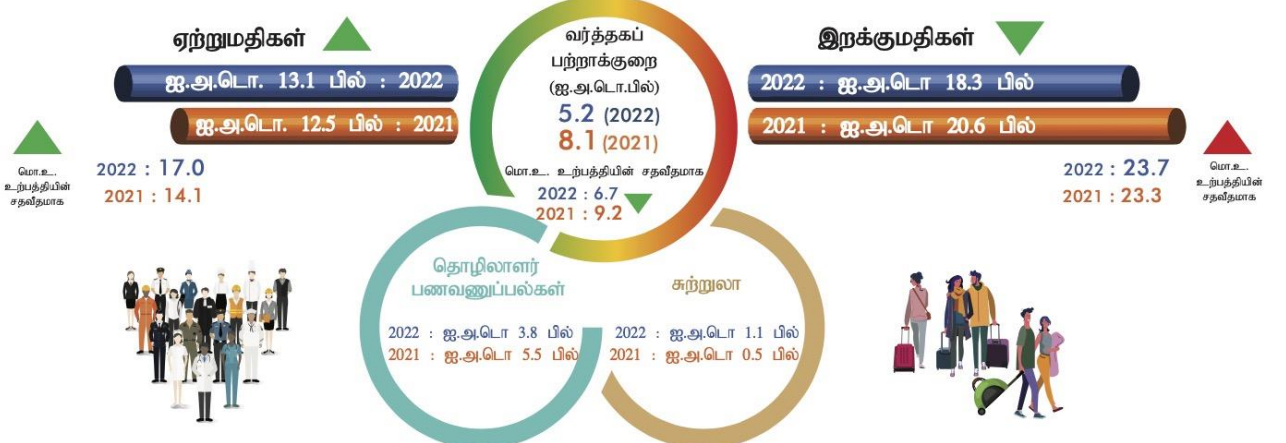 ஏற்றுமதிகள்
ஐ.அ.டொ. 13.1 பில் : 2022
ஐ.அ.டொ. 12.5 பில் : 2021
மொ.உ.
உற்பத்தியின்
சதவீதமாக
2022 : 17.0
2021 : 14.1
வர்த்தகப்
பற்றாக்குறை
(ஐ.அ.டொ.பில்)
5.2 (2022)
8.1 (2021)
மொ.உ. உற்பத்தியின் சதவீதமாக
2022 : 6.7
2021 : 9.2
இறக்குமதிகள்
2022 : ஐ.அ.டொ 18.3 பில்
2021 : ஐ.அ.டொ 20.6 பில்
2022 : 23.7
2021 : 23.3
மொ.உ.
உற்பத்தியின்
சதவீதமாக
தொழிலாளர்
பணவணுப்பல்கள்
2022 : ஐ.அ.டொ 3.8 பில்
2021 : ஐ.அ.டொ 5.5 பில்
சுற்றுலா
2022 : ஐ.அ.டொ 1.1 பில்
2021 : ஐ.அ.டொ 0.5 பில்